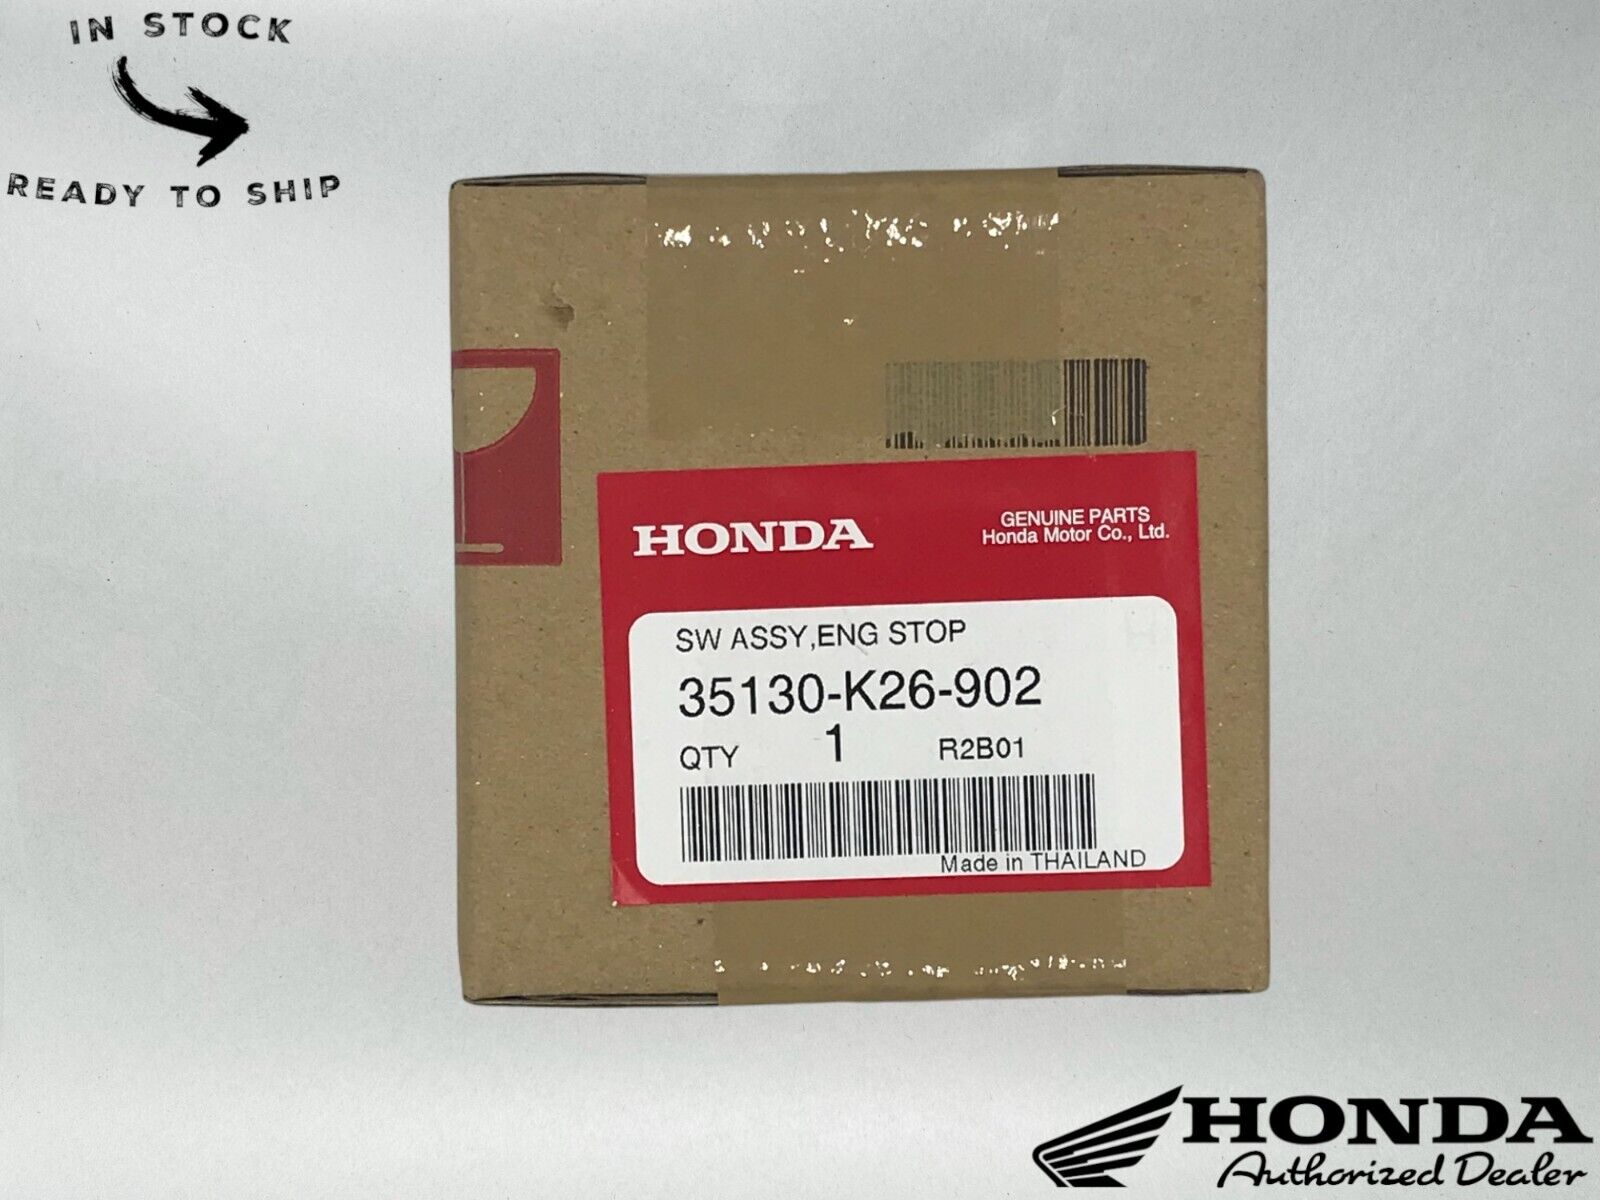 IN STOCK
READY TO SHIP
HONDA
GENUINE PARTS
Honda Motor Co., Ltd.
SW ASSY,ENG STOP
35130-K26-902
QTY 1 R2B01
Made in THAILAND
HONDA
Authorized Dealer